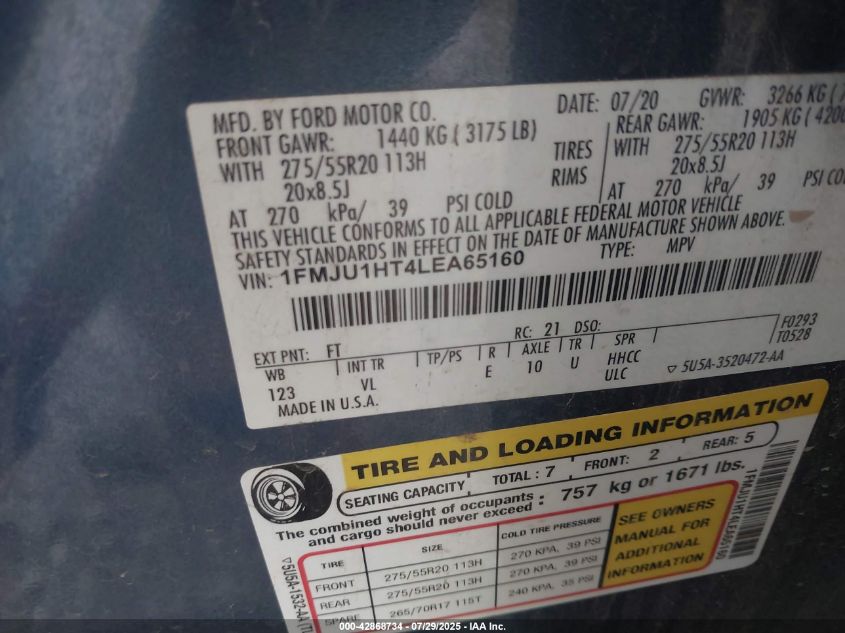 MFD. BY FORD MOTOR CO. DATE: 07/20 GVWR: 3266 KG (
FRONT GAWR: 1440 KG ( 3175 LB) REAR GAWR: 1905 KG ( 420
WITH 275/55R20 113H TIRES WITH 275/55R20 113H
20x8.5J RIMS 20x8.5J
AT 270 kPa/ 39 PSI COLD AT 270 kPa/ 39 PSI CO
THIS VEHICLE CONFORMS TO ALL APPLICABLE FEDERAL MOTOR VEHICLE
SAFETY STANDARDS IN EFFECT ON THE DATE OF MANUFACTURE SHOWN ABOVE.
VIN: 1FMJU1HT4LEA65160 TYPE: MPV
F0293
T0528
EXT PNT: FT RC: 21 DSO:
WB INT TR TP/PS R AXLE TR SPR
123 VL E 10 U HHCC
ULC
MADE IN U.S.A. 5U5A-3520472-AA
TIRE AND LOADING INFORMATION
SEATING CAPACITY TOTAL : 7 FRONT: 2 REAR: 5
The combined weight of occupants and cargo should never exceed : 757 kg or 1671 lbs.
TIRE SIZE COLD TIRE PRESSURE
FRONT 275/55R20 113H 270 KPA, 39 PSI
REAR 275/55R20 113H 270 KPA, 39 PSI
SPARE 265/70R17 115T 240 KPA, 35 PSI
SEE OWNERS
MANUAL FOR
ADDITIONAL
INFORMATION
5U5A-1532-AA
1FMJU1HT4LEA65160
000-42868734 - 07/29/2025 - IAA Inc.